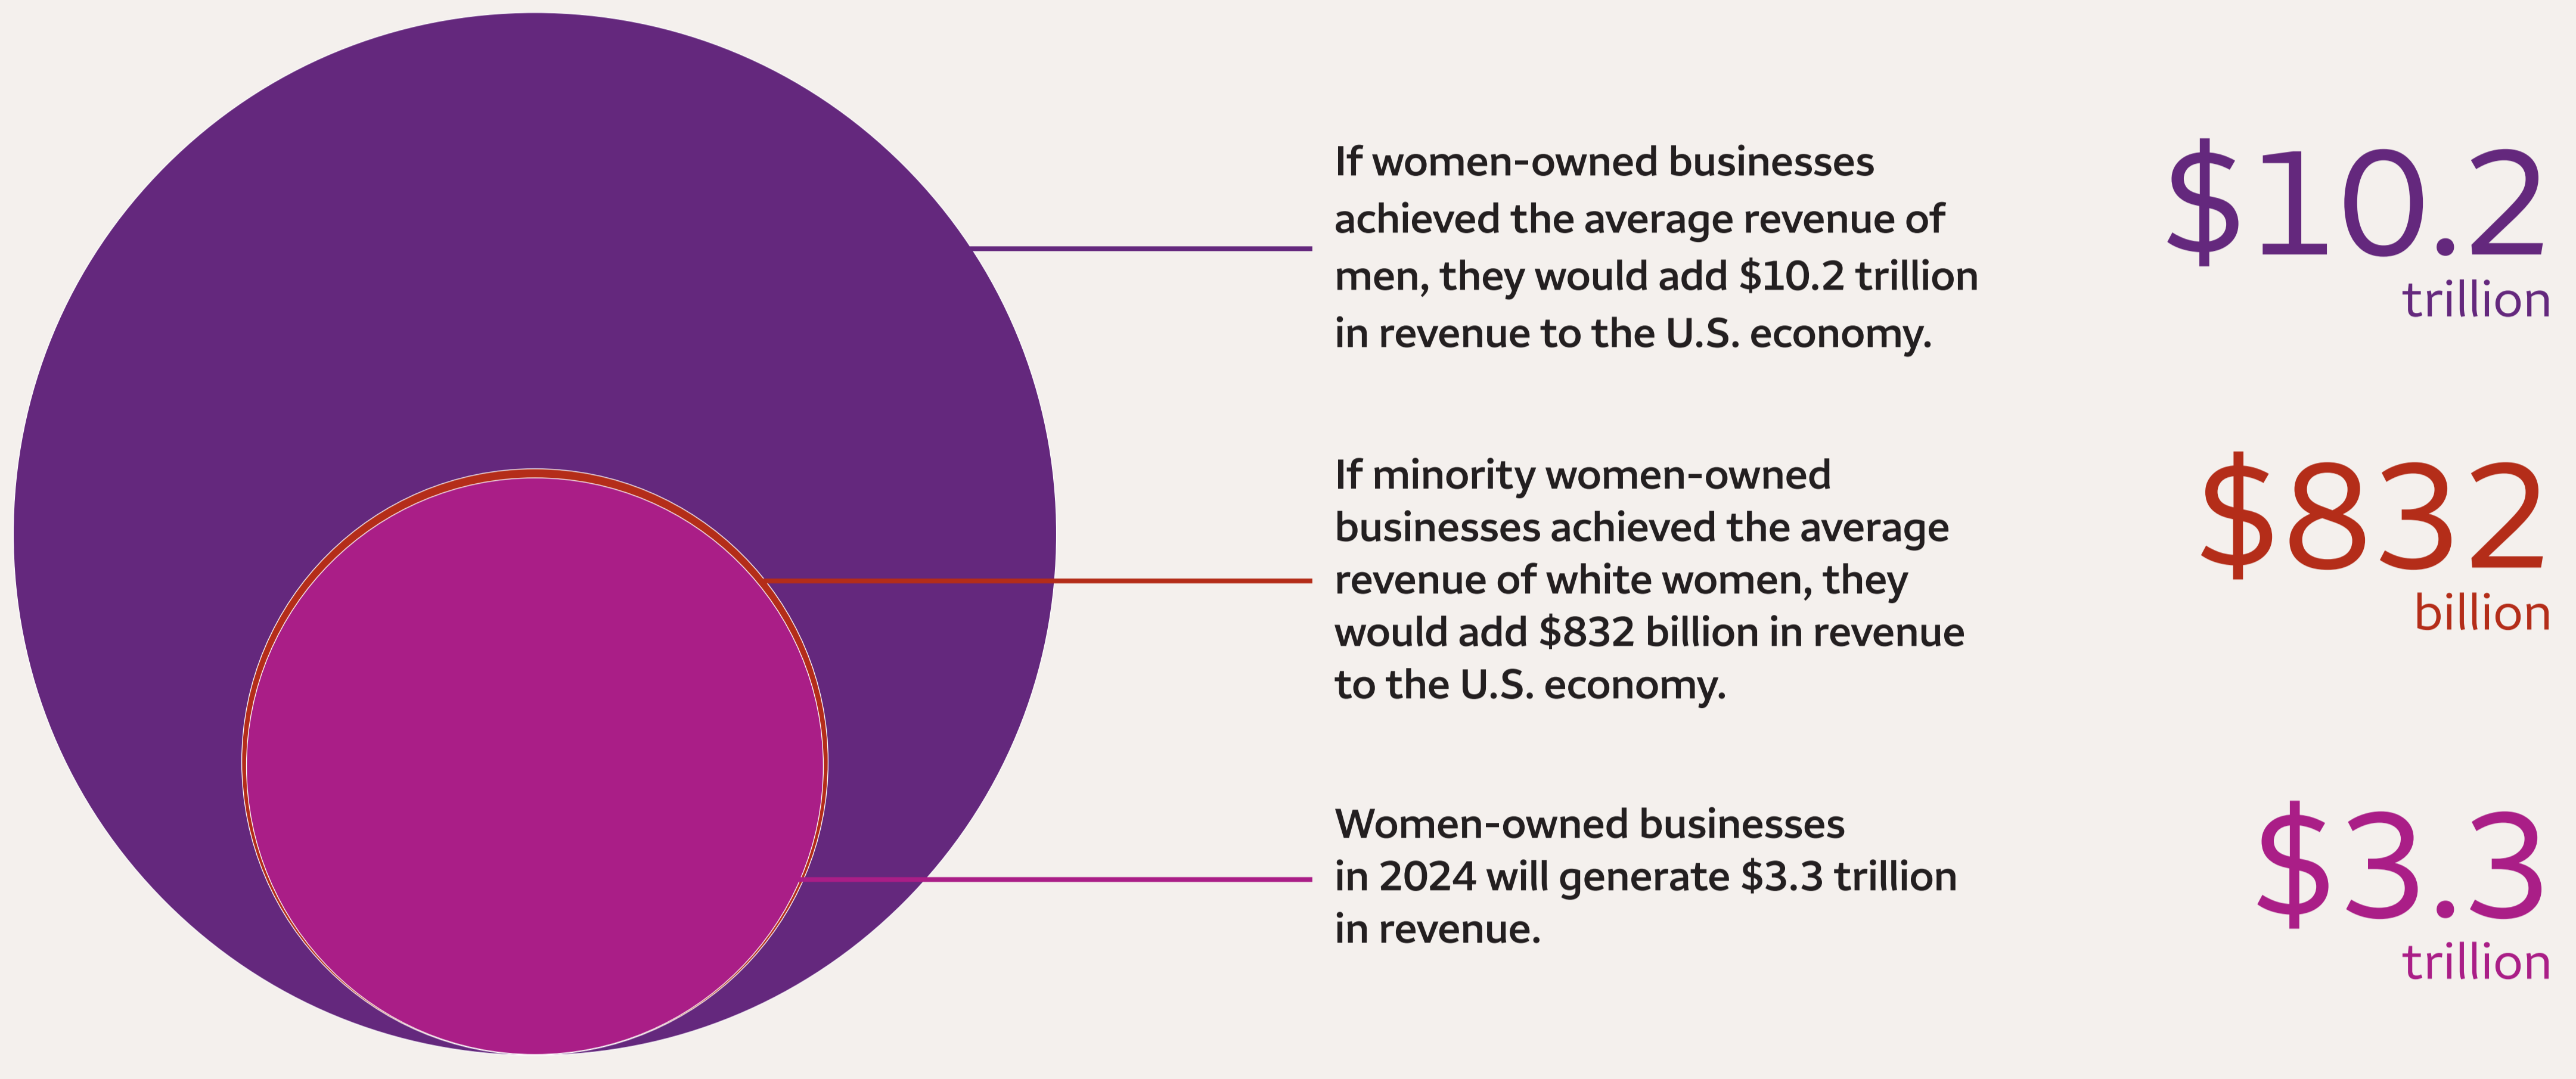 If women-owned businesses
achieved the average revenue of
men, they would add $10.2 trillion
in revenue to the U.S. economy.
$10.2
trillion
If minority women-owned
businesses achieved the average
revenue of white women, they
would add $832 billion in revenue
to the U.S. economy.
$832
billion
Women-owned businesses
in 2024 will generate $3.3 trillion
in revenue.
$3.3
trillion